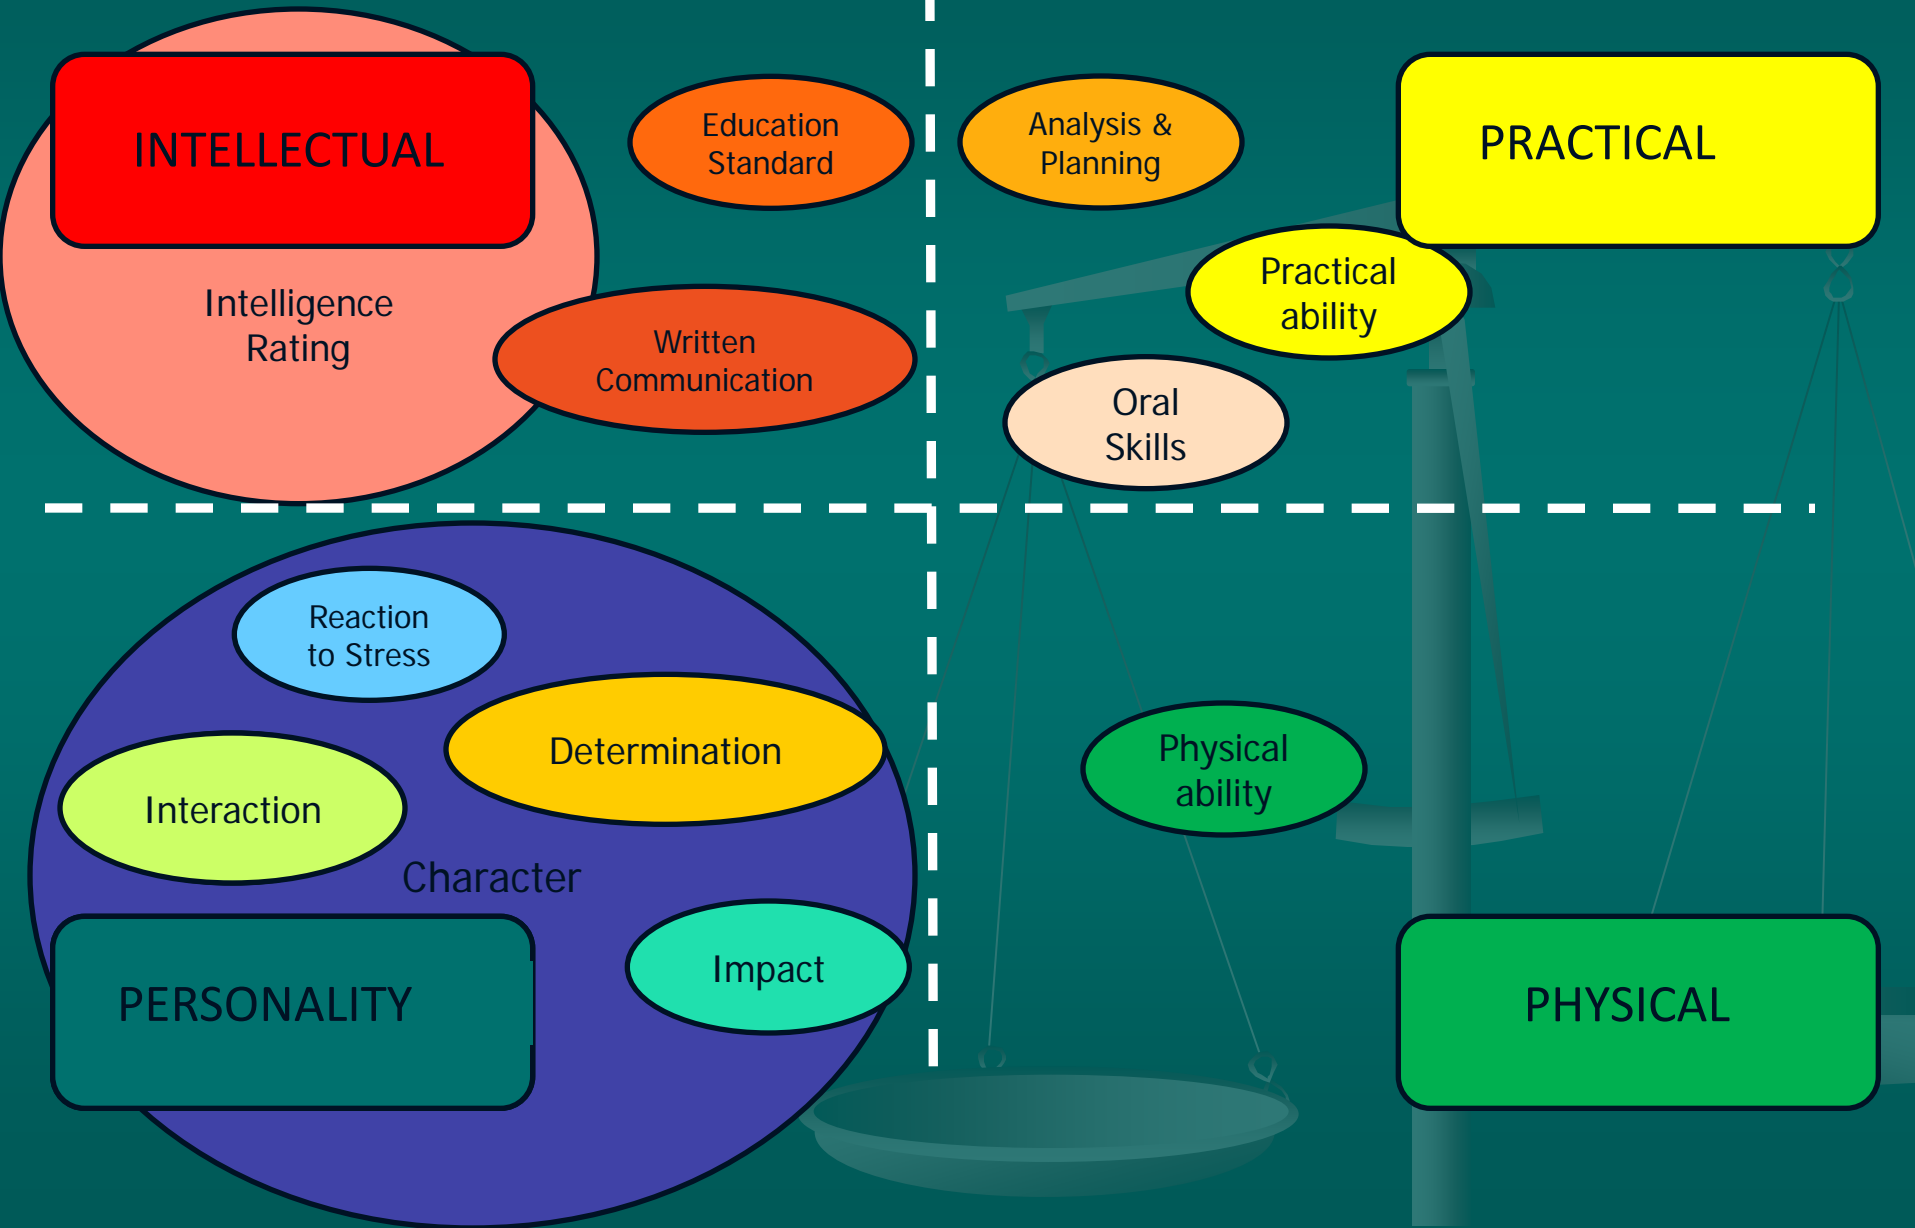 INTELLECTUAL
Intelligence
Rating
Education
Standard
Written
Communication
Analysis &
Planning
PRACTICAL
Practical
ability
Oral
Skills
Reaction
to Stress
Determination
Interaction
Character
Impact
PERSONALITY
Physical
ability
PHYSICAL